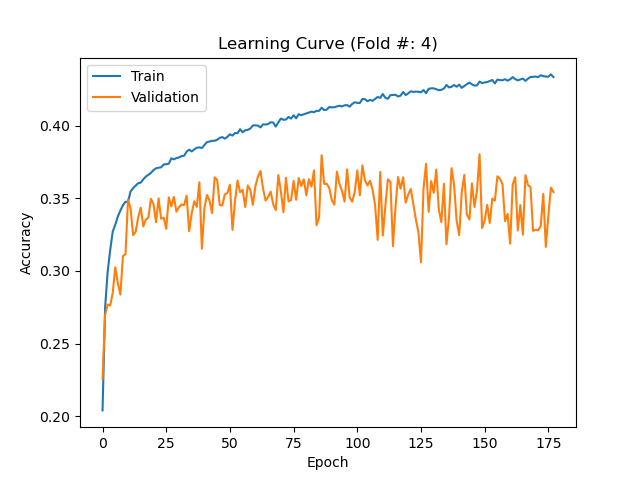 Learning Curve (Fold #: 4)
Train
Validation
0.40
0.35
0.30
0.25
0.20
Accuracy
0 25 50 75 100 125 150 175
Epoch